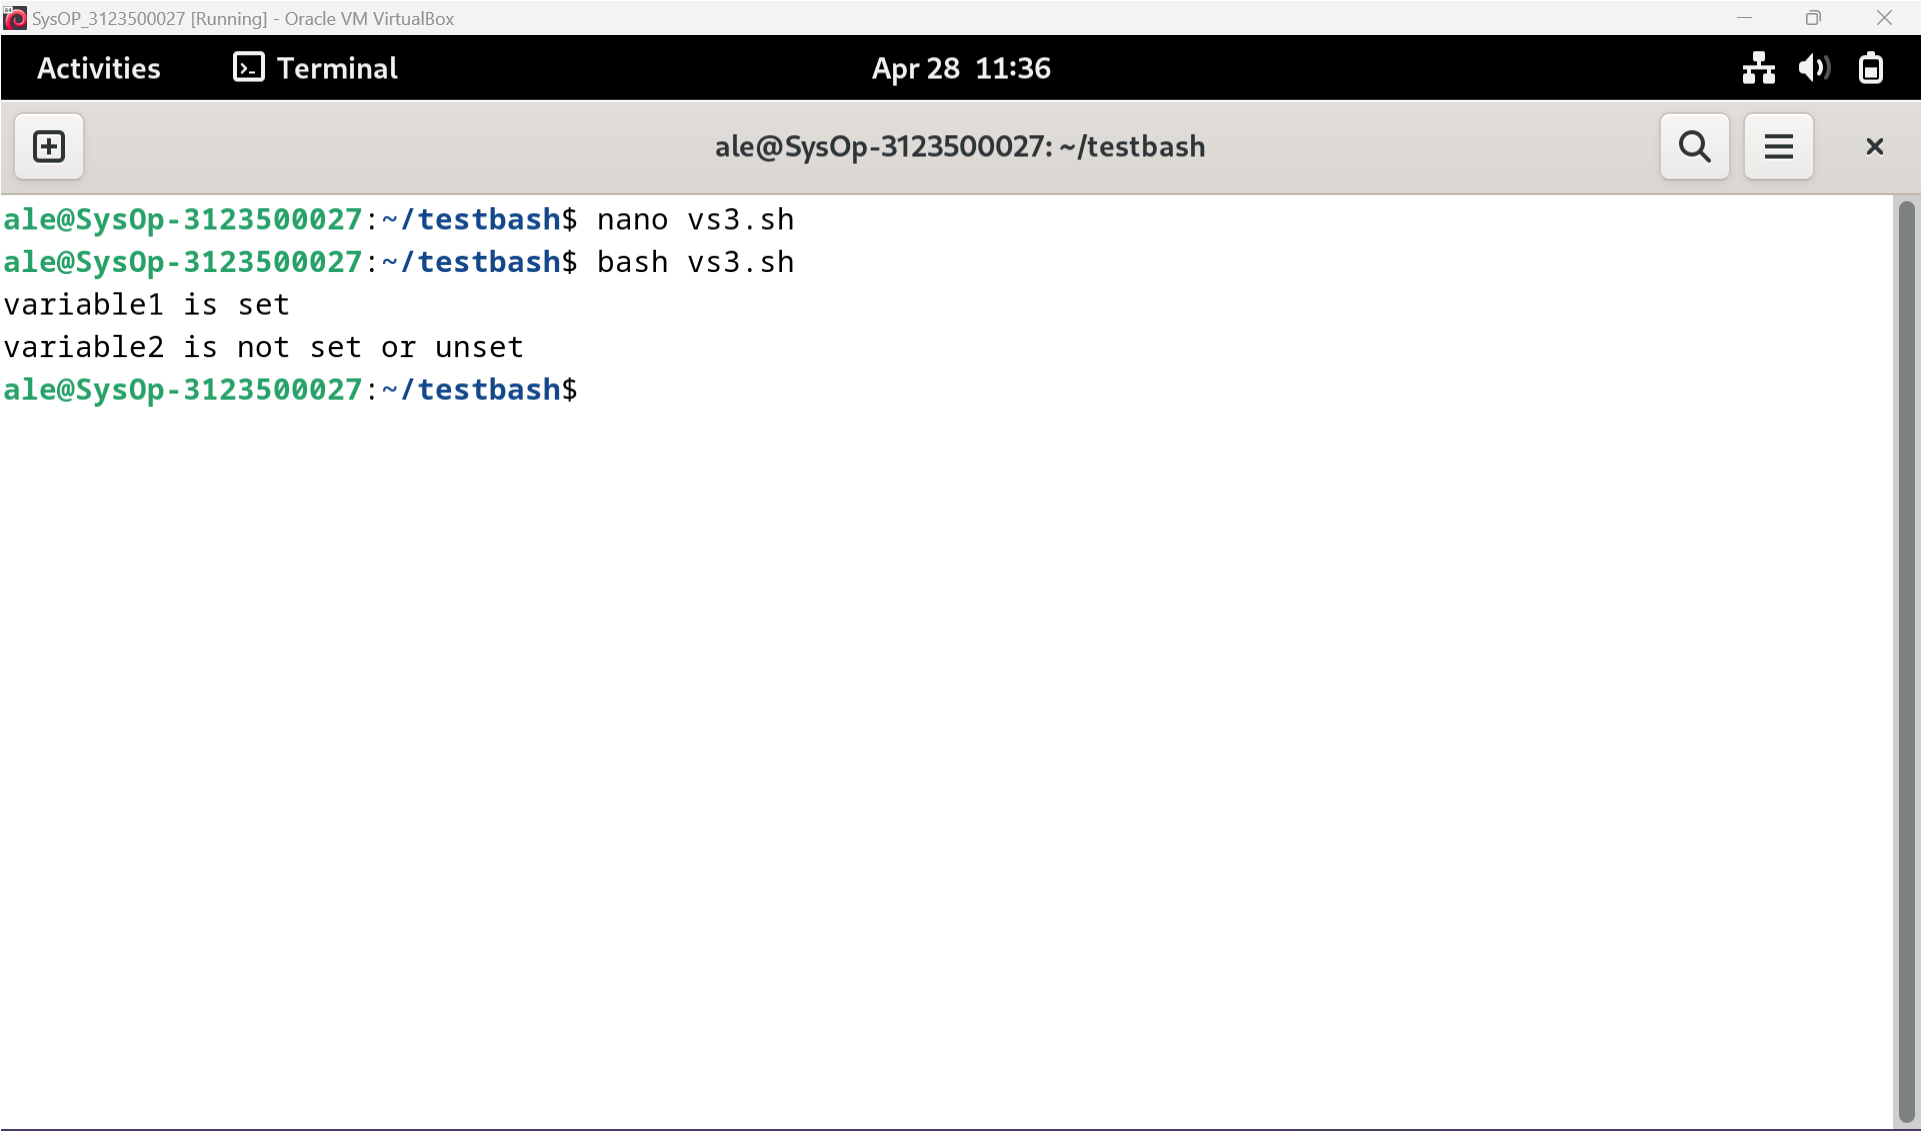 SysOP_3123500027 [Running] - Oracle VM VirtualBox
Activities Terminal Apr 28 11:36
ale@SysOp-3123500027: ~/testbash
ale@SysOp-3123500027:~/testbash$ nano vs3.sh
ale@SysOp-3123500027:~/testbash$ bash vs3.sh
variable1 is set
variable2 is not set or unset
ale@SysOp-3123500027:~/testbash$